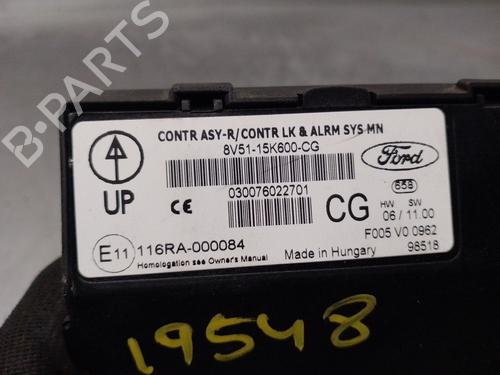 B-PARTS
CONTR ASY-R/CONTR LK & ALRM SYS MN
8V51-15K600-CG
Ford
030076022701
658
UP
CE
CG
HW SW
06 / 11.00
E11 116RA-000084
F005 V0 0962
Homologation see Owner's Manual
Made in Hungary
98518
19548